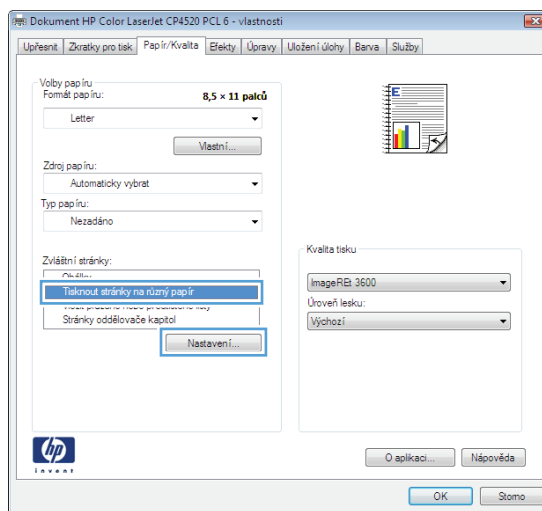 Dokument HP Color LaserJet CP4520 PCL 6 - vlastnosti
Upřesnit Zkratky pro tisk Papír/Kvalita Efekty Úpravy Uložení úlohy Barva Služby
Volby papíru
Formát papíru: 8,5 × 11 palců
Letter
Vlastní...
Zdroj papíru:
Automaticky vybrat
Typ papíru:
Nezadáno
Zvláštní stránky:
Obálky
Tisknout stránky na různý papír
Stránky oddělovače kapitol
Nastavení...
Kvalita tisku
ImageREt 3600
Úroveň lesku:
Výchozí
E
hp
invent
O aplikaci... Nápověda
OK Storno